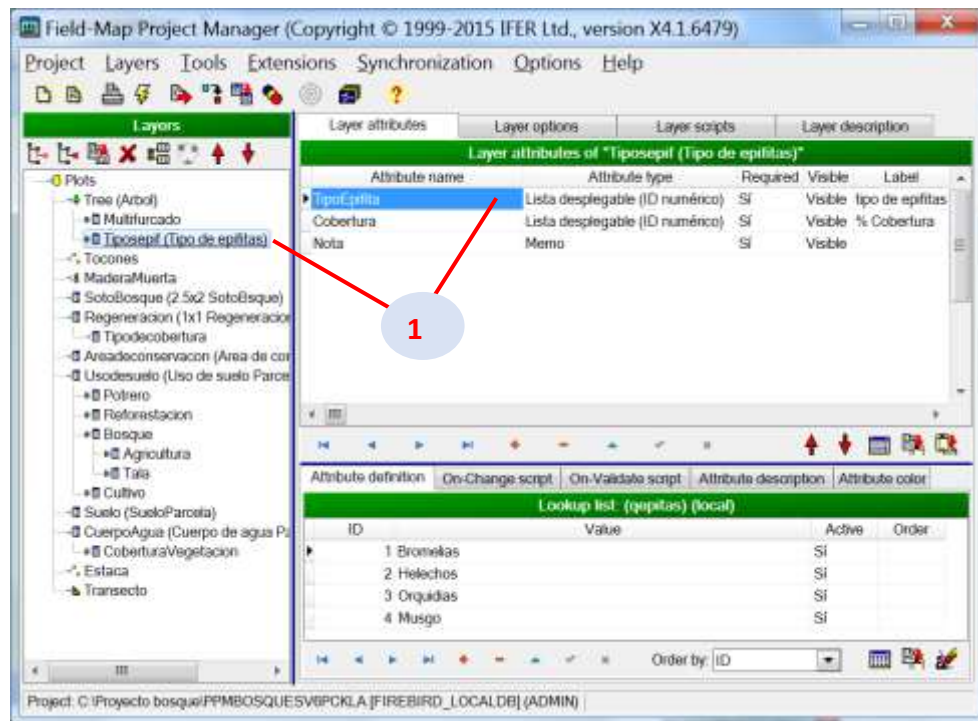 Field-Map Project Manager (Copyright © 1999-2015 IFER Ltd., version X4.1.6479)
Project Layers Tools Extensions Synchronization Options Help
Layers
Plots
Tree (Arbol)
Multifurcado
Tiposepif (Tipo de epifitas)
Tocones
MaderaMuerta
SotoBosque (2.5x2 SotoBsque)
Regeneracion (1x1 Regeneracion
Tipodecobertura
Areadeconservacon (Area de con
Usodesuelo (Uso de suelo Parce
Potrero
Reforestacion
Bosque
Agricultura
Tala
Cultivo
Suelo (SueloParcela)
CuerpoAgua (Cuerpo de agua Pa
CoberturaVegetacion
Estaca
Transecto
Layer attributes Layer options Layer scripts Layer description
Layer attributes of "Tiposepif (Tipo de epifitas)"
Attribute name Attribute type Required Visible Label
TipoEpifita Lista desplegable (ID numérico) Sí Visible tipo de epifitas
Cobertura Lista desplegable (ID numérico) Sí Visible % Cobertura
Nota Memo Sí Visible
1
Attribute definition On-Change script On-Validate script Attribute description Attribute color
Lookup list: (qepitas) (local)
ID Value Active Order
1 Bromelias Sí
2 Helechos Sí
3 Orquidias Sí
4 Musgo Sí
Order by: ID
Project: C:\Proyecto bosque\PPMBOSQUESV6PCKLA [FIREBIRD_LOCALDB] (ADMIN)